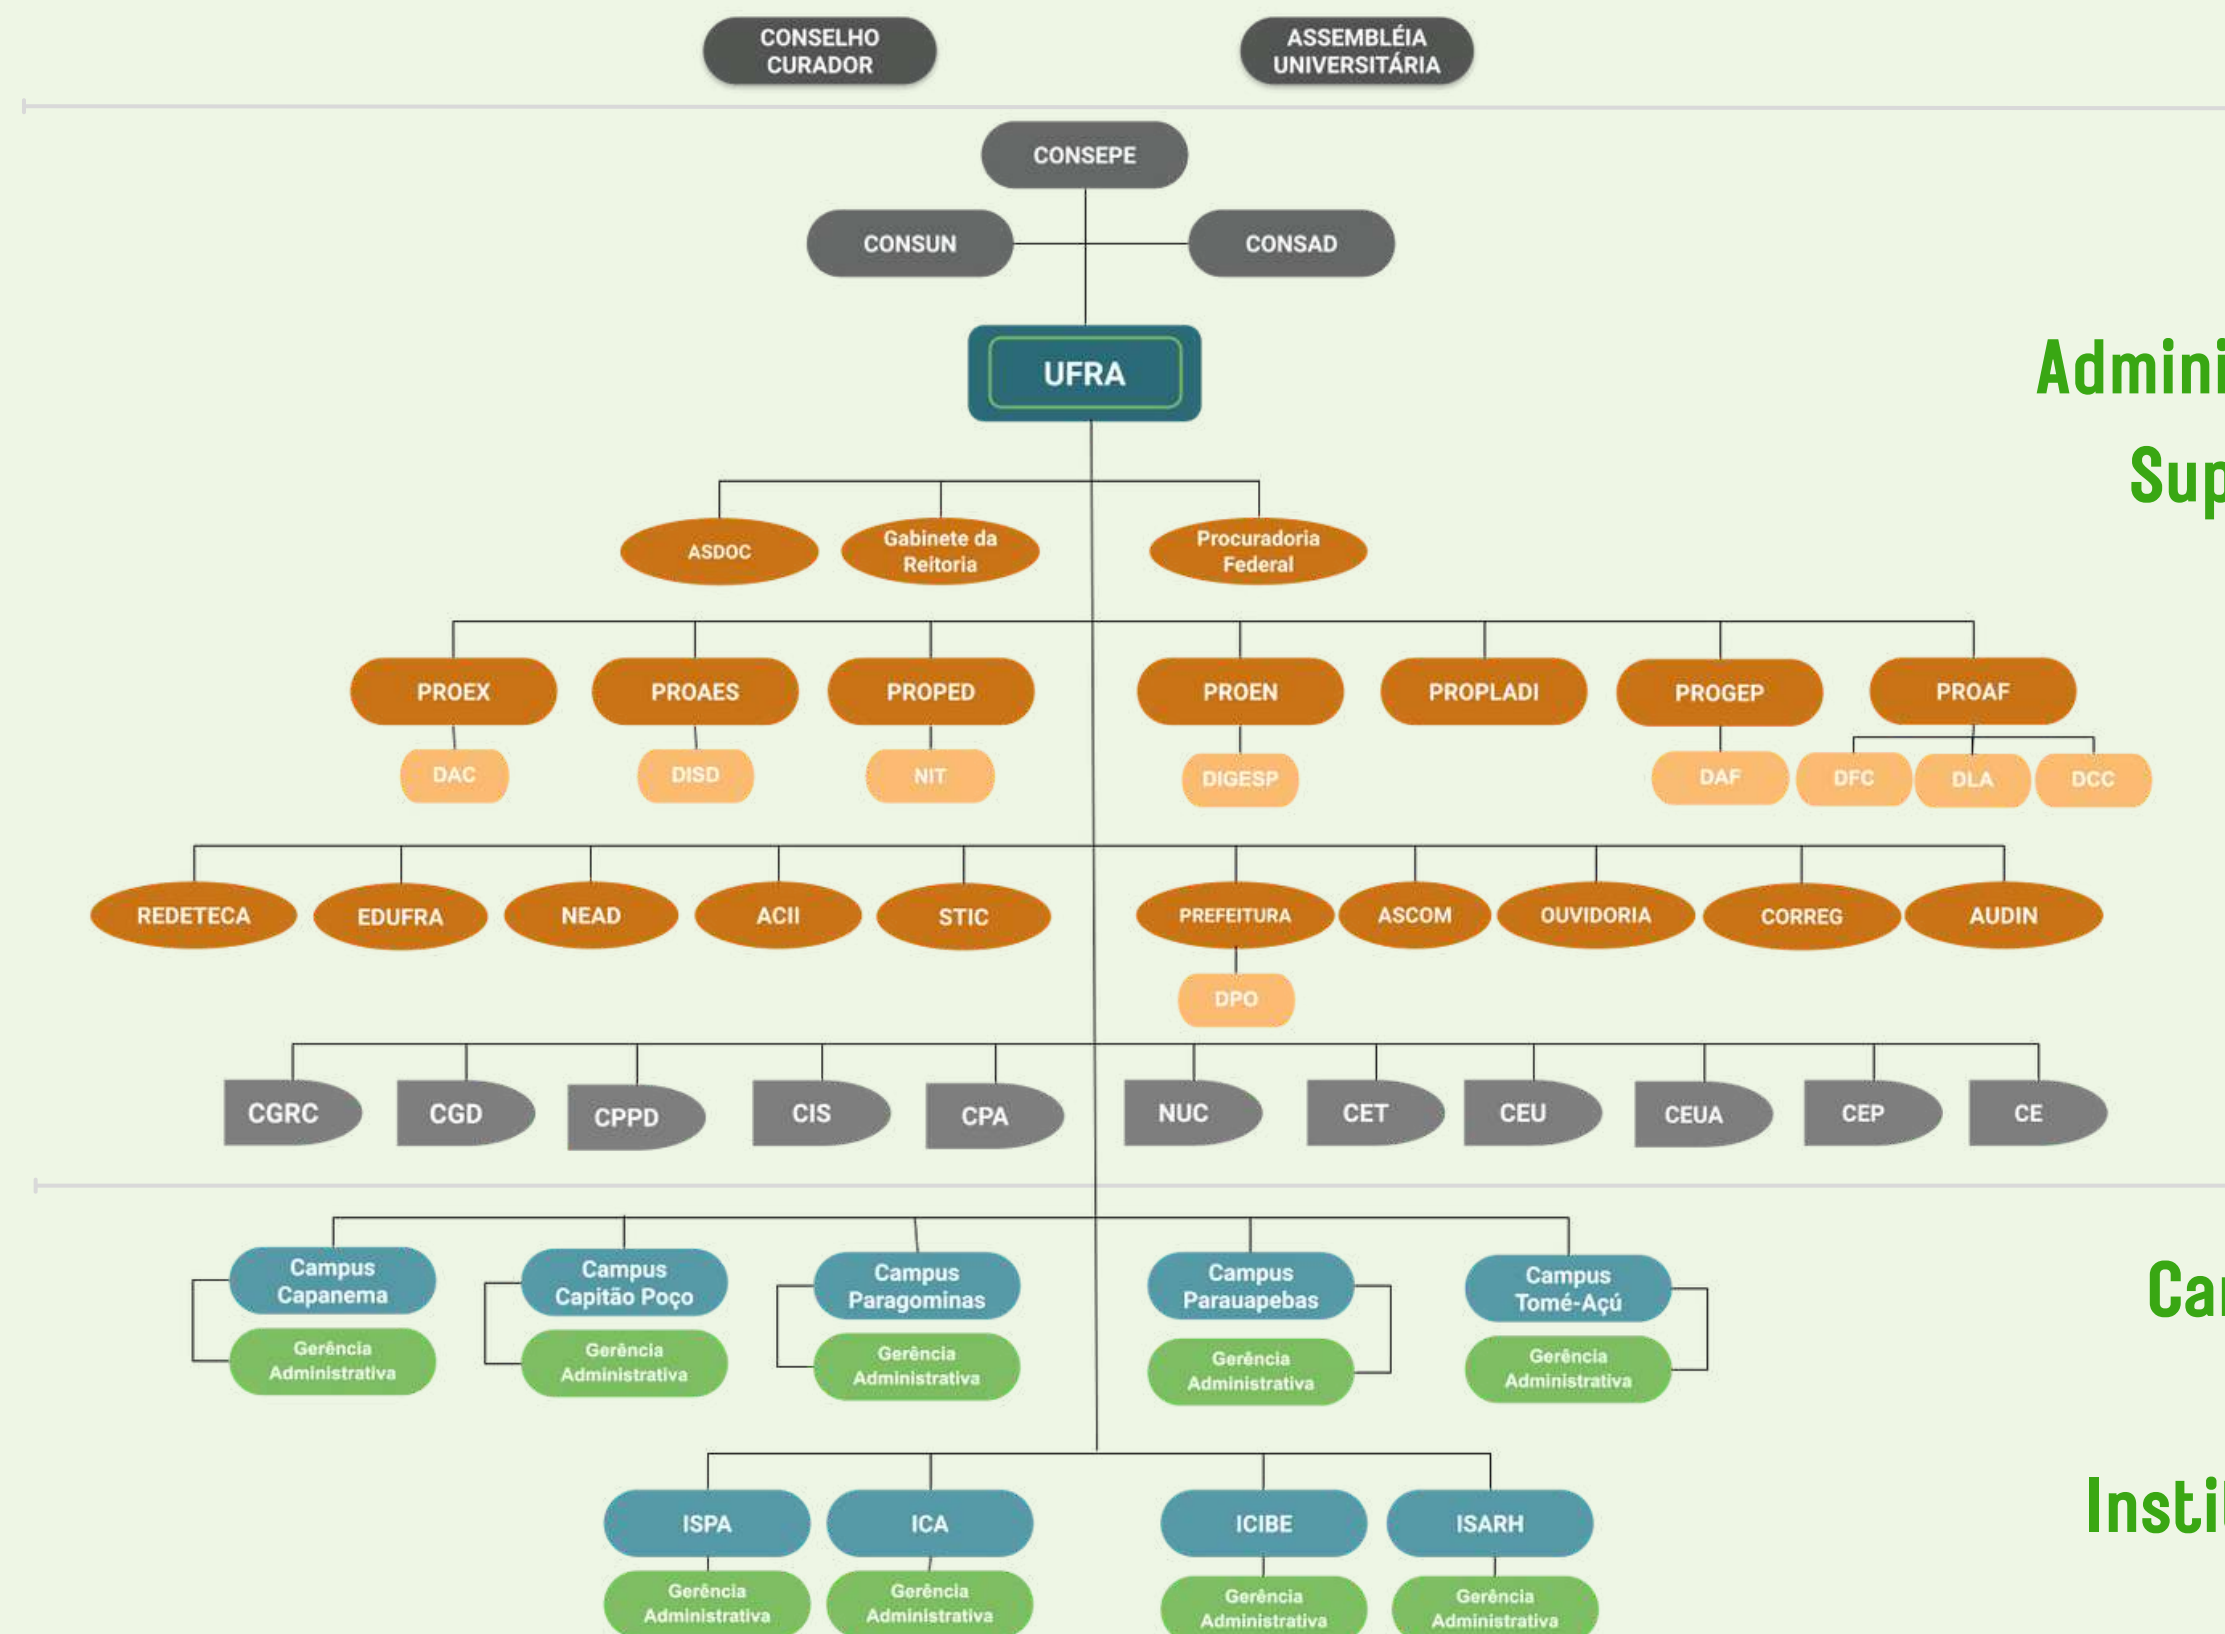 CONSELHO
CURADOR
ASSEMBLÉIA
UNIVERSITÁRIA
CONSEPE
CONSUN
CONSAD
UFRA
Admini
Sup
ASDOC
Gabinete da
Reitoria
Procuradoria
Federal
PROEX
PROAES
PROPED
PROEN
PROPLADI
PROGEP
PROAF
DAC
DISD
NIT
DIGESP
DAF
DFC
DLA
DCC
REDETECA
EDUFRA
NEAD
ACII
STIC
PREFEITURA
ASCOM
OUVIDORIA
CORREG
AUDIN
DPO
CGRC
CGD
CPPD
CIS
CPA
NUC
CET
CEU
CEUA
CEP
CE
Campus
Capanema
Campus
Capitão Poço
Campus
Paragominas
Campus
Parauapebas
Campus
Tomé-Açú
Ca
Gerência
Administrativa
Gerência
Administrativa
Gerência
Administrativa
Gerência
Administrativa
Gerência
Administrativa
ISPA
ICA
ICIBE
ISARH
Insti
Gerência
Administrativa
Gerência
Administrativa
Gerência
Administrativa
Gerência
Administrativa